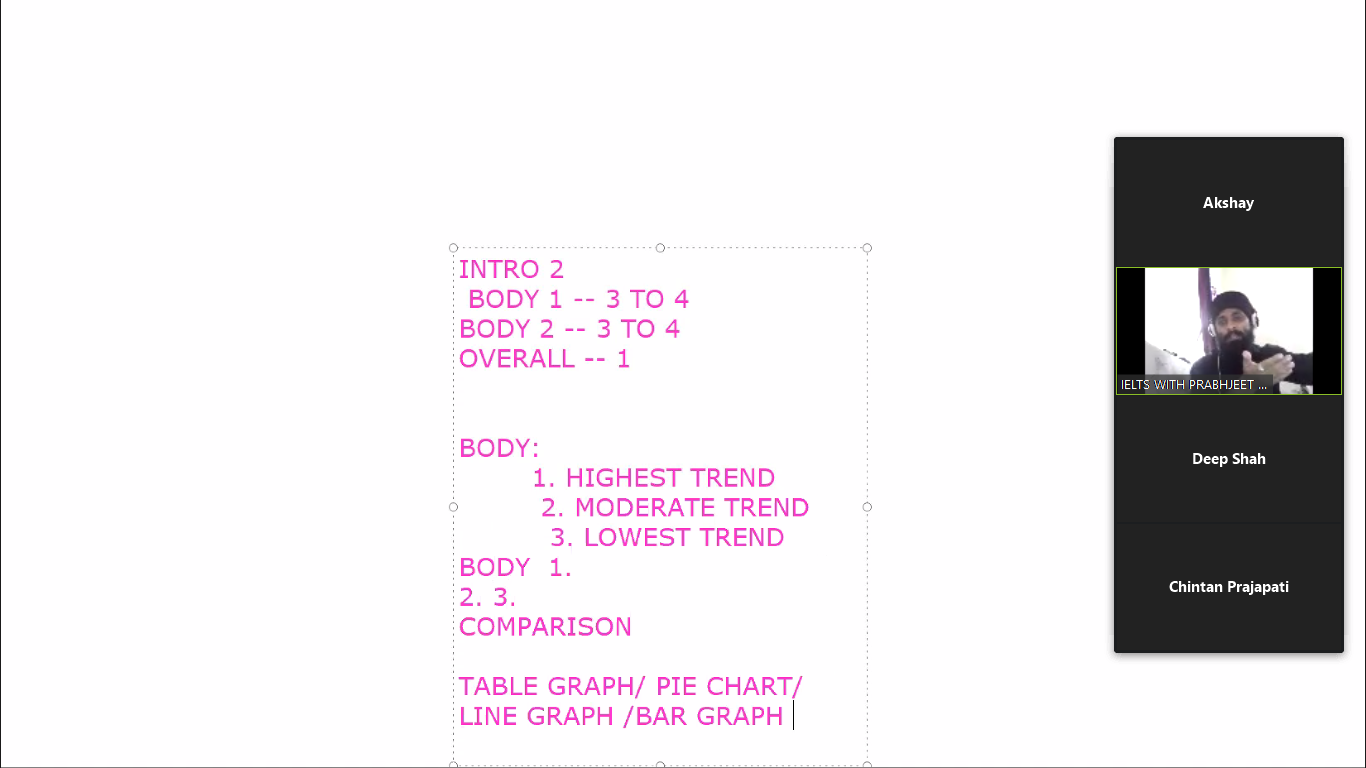 INTRO 2
BODY 1 -- 3 TO 4
BODY 2 -- 3 TO 4
OVERALL -- 1
BODY:
1. HIGHEST TREND
2. MODERATE TREND
3. LOWEST TREND
BODY 1.
2. 3.
COMPARISON
TABLE GRAPH/ PIE CHART/
LINE GRAPH /BAR GRAPH
Akshay
IELTS WITH PRABHJEET ...
Deep Shah
Chintan Prajapati